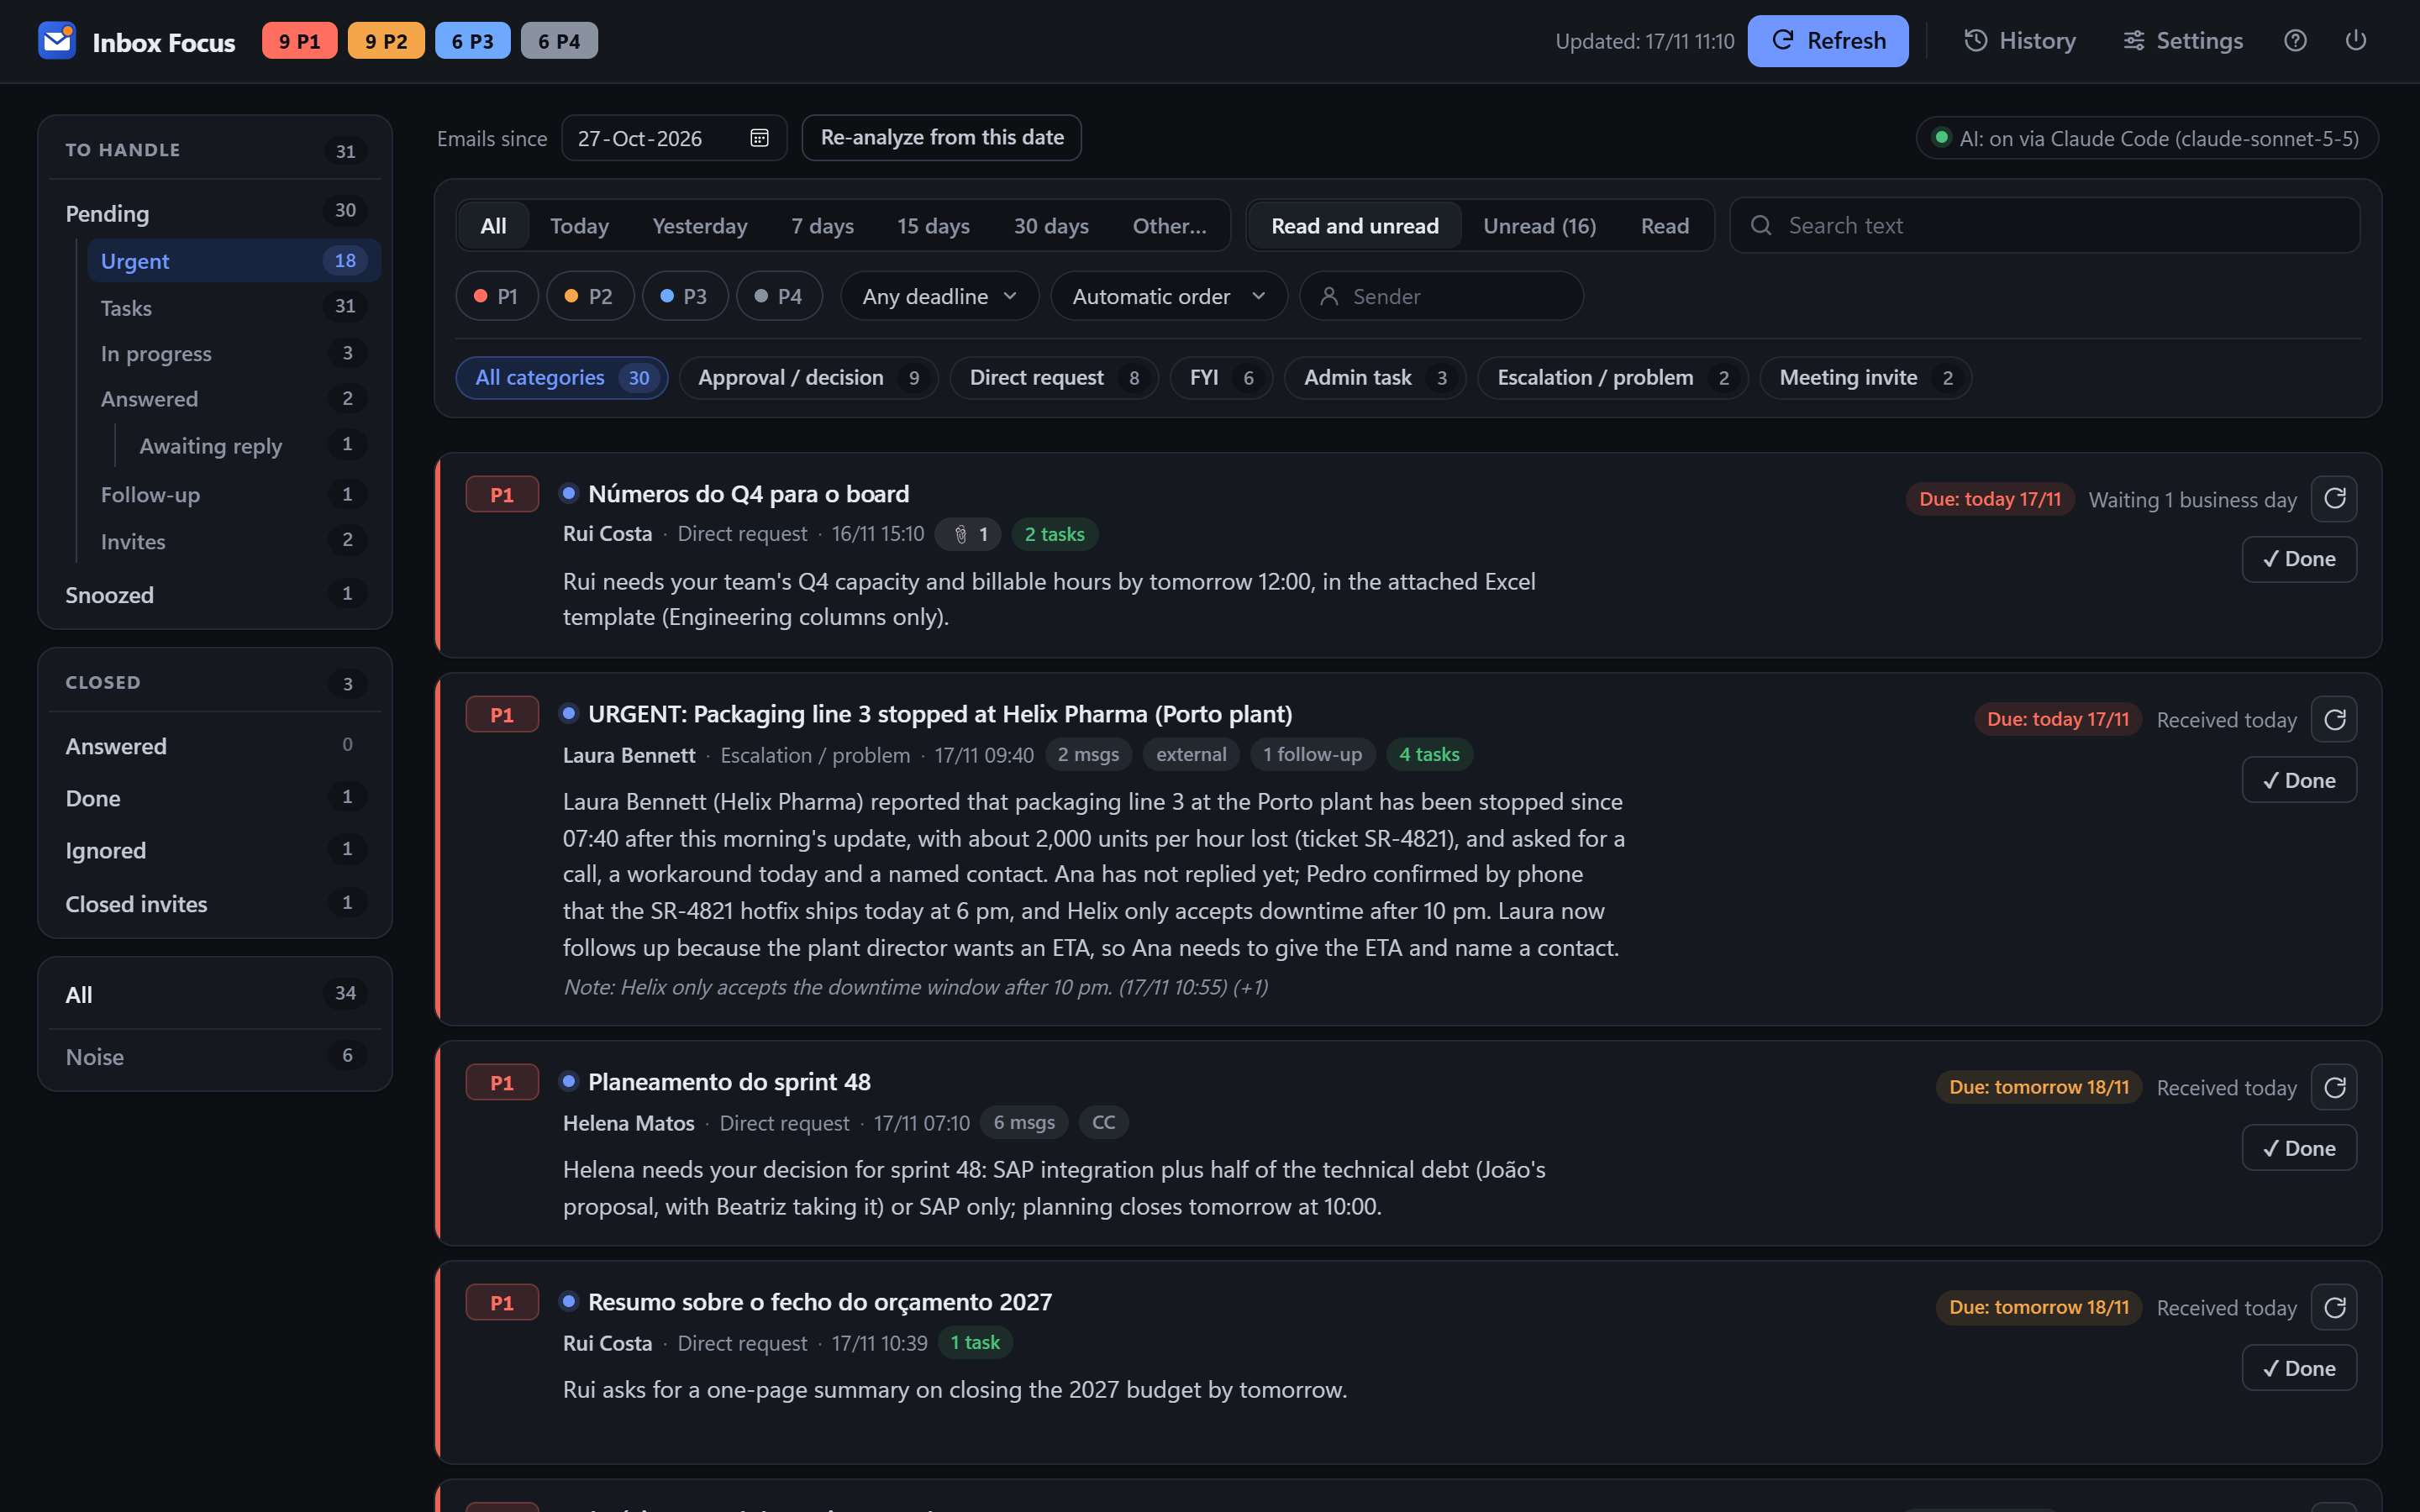 Inbox Focus 9 P1 9 P2 6 P3 6 P4 Updated: 17/11 11:10 Refresh History Settings
TO HANDLE 31
Pending 30
Urgent 18
Tasks 31
In progress 3
Answered 2
Awaiting reply 1
Follow-up 1
Invites 2
Snoozed 1
CLOSED 3
Answered 0
Done 1
Ignored 1
Closed invites 1
All 34
Noise 6
Emails since 27-Oct-2026 Re-analyze from this date AI: on via Claude Code (claude-sonnet-5-5)
All Today Yesterday 7 days 15 days 30 days Other... Read and unread Unread (16) Read Search text
P1 P2 P3 P4 Any deadline Automatic order Sender
All categories 30 Approval / decision 9 Direct request 8 FYI 6 Admin task 3 Escalation / problem 2 Meeting invite 2
P1 Números do Q4 para o board Due: today 17/11 Waiting 1 business day
Rui Costa · Direct request · 16/11 15:10 1 2 tasks
✓ Done
Rui needs your team's Q4 capacity and billable hours by tomorrow 12:00, in the attached Excel
template (Engineering columns only).
P1 URGENT: Packaging line 3 stopped at Helix Pharma (Porto plant) Due: today 17/11 Received today
Laura Bennett · Escalation / problem · 17/11 09:40 2 msgs external 1 follow-up 4 tasks
✓ Done
Laura Bennett (Helix Pharma) reported that packaging line 3 at the Porto plant has been stopped since
07:40 after this morning's update, with about 2,000 units per hour lost (ticket SR-4821), and asked for a
call, a workaround today and a named contact. Ana has not replied yet; Pedro confirmed by phone
that the SR-4821 hotfix ships today at 6 pm, and Helix only accepts downtime after 10 pm. Laura now
follows up because the plant director wants an ETA, so Ana needs to give the ETA and name a contact.
Note: Helix only accepts the downtime window after 10 pm. (17/11 10:55) (+1)
P1 Planeamento do sprint 48 Due: tomorrow 18/11 Received today
Helena Matos · Direct request · 17/11 07:10 6 msgs CC
✓ Done
Helena needs your decision for sprint 48: SAP integration plus half of the technical debt (João's
proposal, with Beatriz taking it) or SAP only; planning closes tomorrow at 10:00.
P1 Resumo sobre o fecho do orçamento 2027 Due: tomorrow 18/11 Received today
Rui Costa · Direct request · 17/11 10:39 1 task
✓ Done
Rui asks for a one-page summary on closing the 2027 budget by tomorrow.